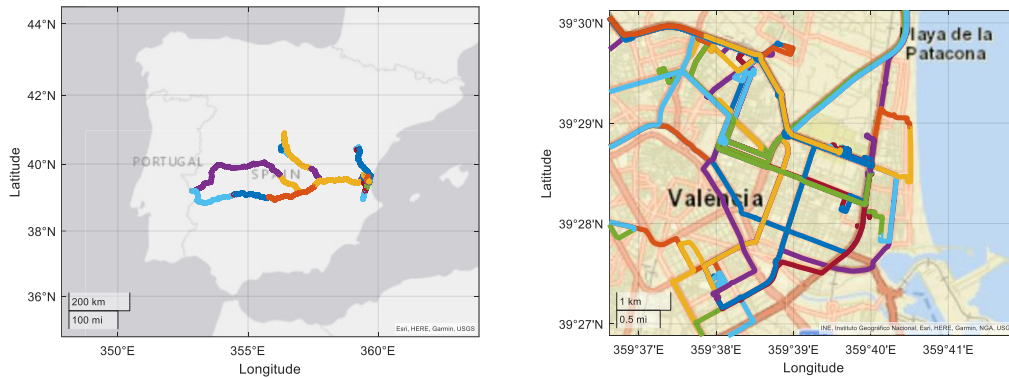 44°N
42°N
40°N
38°N
36°N
Latitude
PORTUGAL
SPAIN
200 km
100 mi
Esri, HERE, Garmin, USGS
350°E
355°E
360°E
Longitude
39°30'N
39°29'N
39°28'N
39°27'N
Latitude
Playa de la
Patacona
València
1 km
0.5 mi
INE, Instituto Geográfico Nacional, Esri, HERE, Garmin, NGA, USGS
359°37'E
359°38'E
359°39'E
359°40'E
359°41'E
Longitude